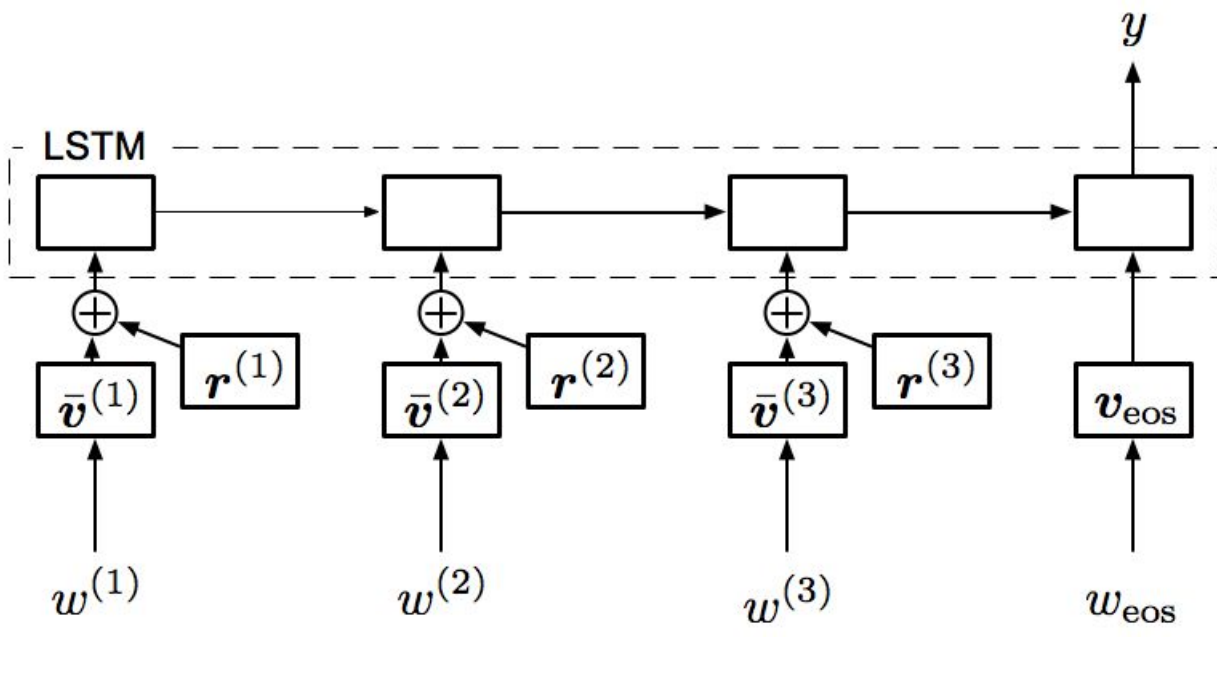 y
LSTM
r̄⁽¹⁾ r⁽²⁾ r⁽³⁾
v̄⁽¹⁾ v̄⁽²⁾ v̄⁽³⁾ v_eos
w⁽¹⁾ w⁽²⁾ w⁽³⁾ w_eos